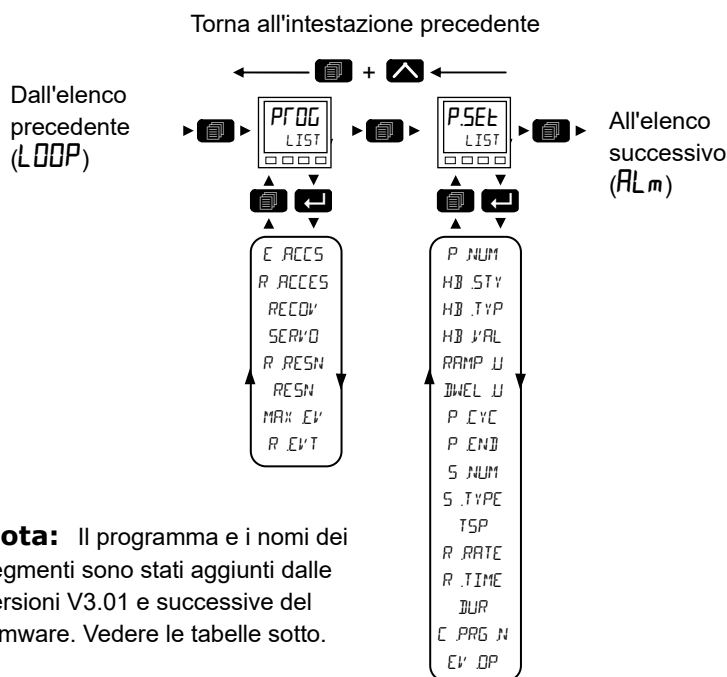 Torna all'intestazione precedente
+
Dall'elenco
precedente
(LOOP)
PROG
LIST
P.SEt
LIST
All'elenco
successivo
(ALm)
E.ACCS
R.ACCES
RECOV
SERVO
R.RESN
RESN
MAX.EV
R.EVT
P.NUM
HB.STY
HB.TYP
HB.VAL
RAMP.U
DWEL.U
P.CYC
P.END
S.NUM
S.TYPE
TSP
R.RATE
R.TIME
DUR
C.PRG.N
EV.OP
ota: Il programma e i nomi dei
egmenti sono stati aggiunti dalle
ersioni V3.01 e successive del
mware. Vedere le tabelle sotto.